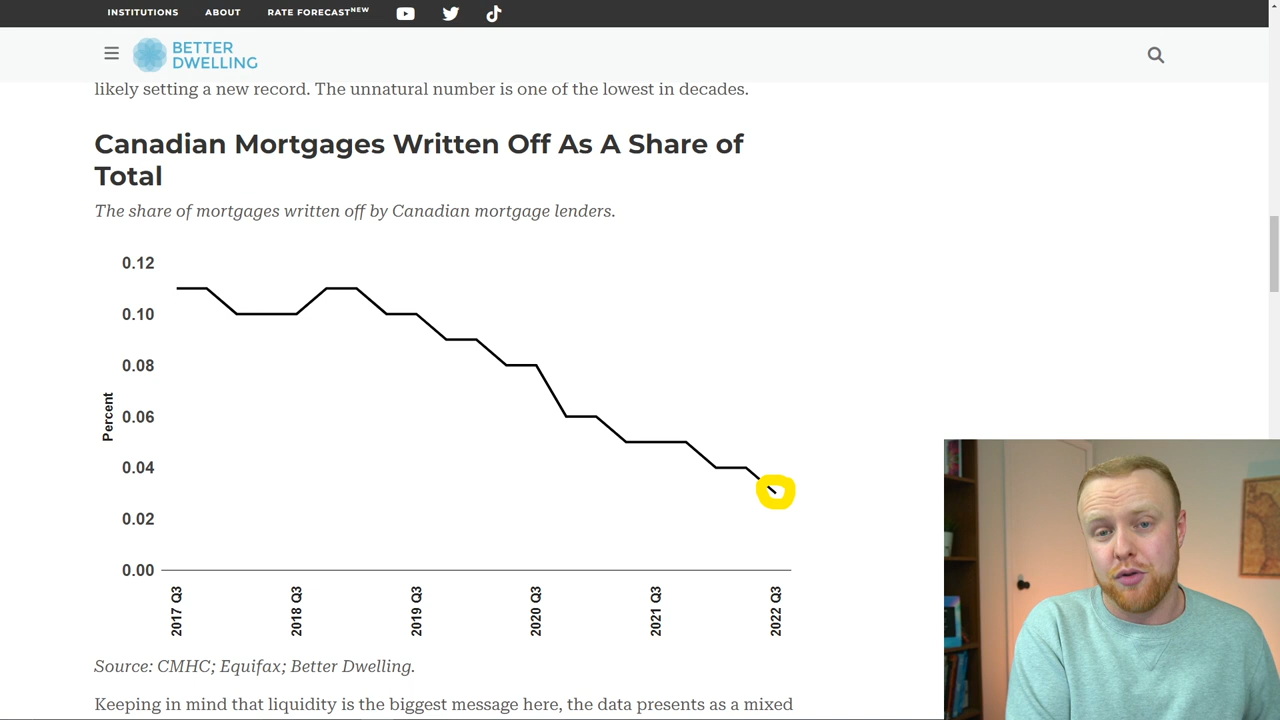 INSTITUTIONS ABOUT RATE FORECASTNEW
BETTER
DWELLING
likely setting a new record. The unnatural number is one of the lowest in decades.
Canadian Mortgages Written Off As A Share of
Total
The share of mortgages written off by Canadian mortgage lenders.
0.12
0.10
0.08
0.06
0.04
0.02
0.00
Percent
2017 Q3
2018 Q3
2019 Q3
2020 Q3
2021 Q3
2022 Q3
Source: CMHC; Equifax; Better Dwelling.
Keeping in mind that liquidity is the biggest message here, the data presents as a mixed